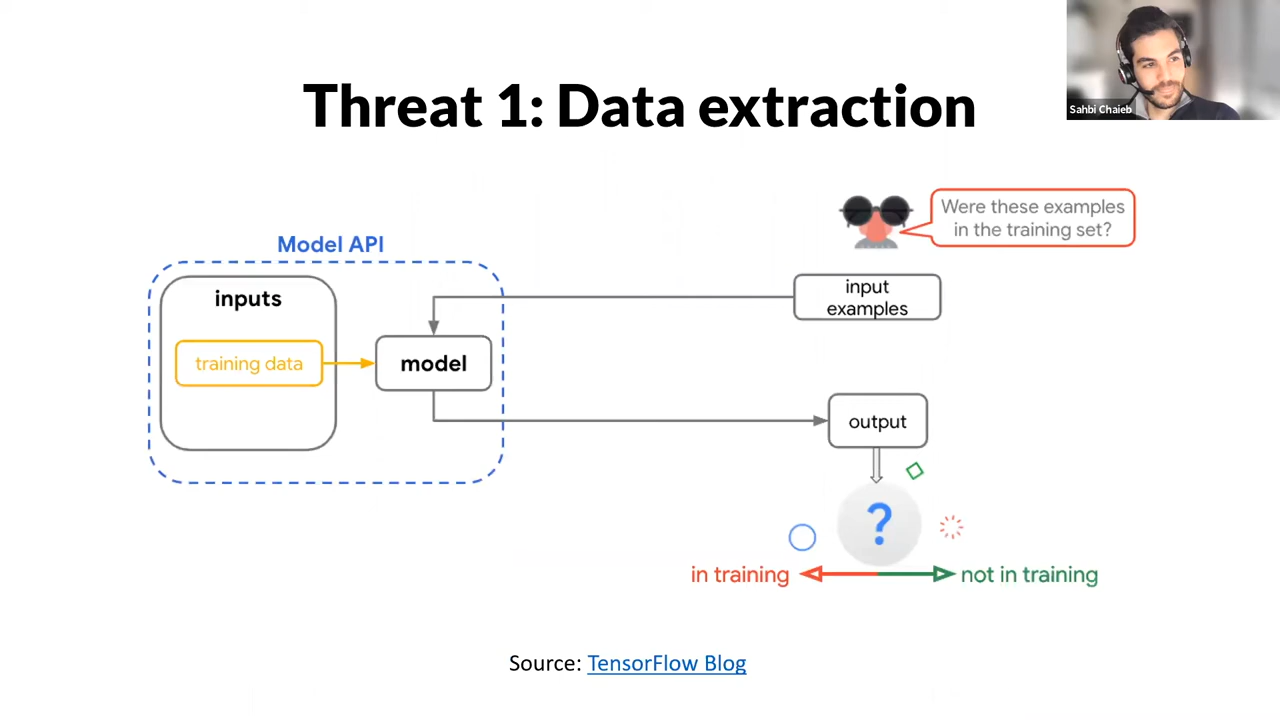 Sahbi Chaieb
Threat 1: Data extraction
Were these examples
in the training set?
Model API
inputs
input
examples
training data
model
output
?
in training
not in training
Source: TensorFlow Blog